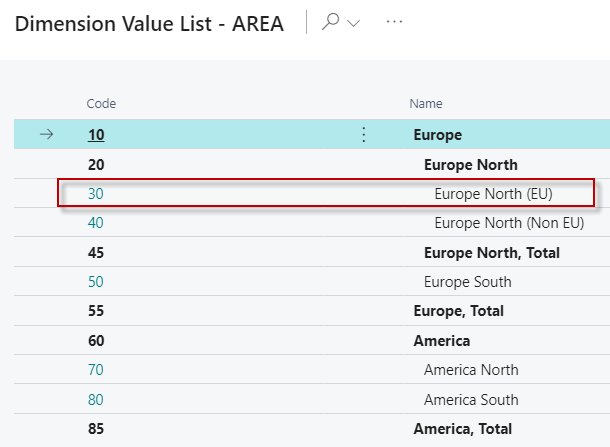 Dimension Value List - AREA
Code Name
10 Europe
20 Europe North
30 Europe North (EU)
40 Europe North (Non EU)
45 Europe North, Total
50 Europe South
55 Europe, Total
60 America
70 America North
80 America South
85 America, Total